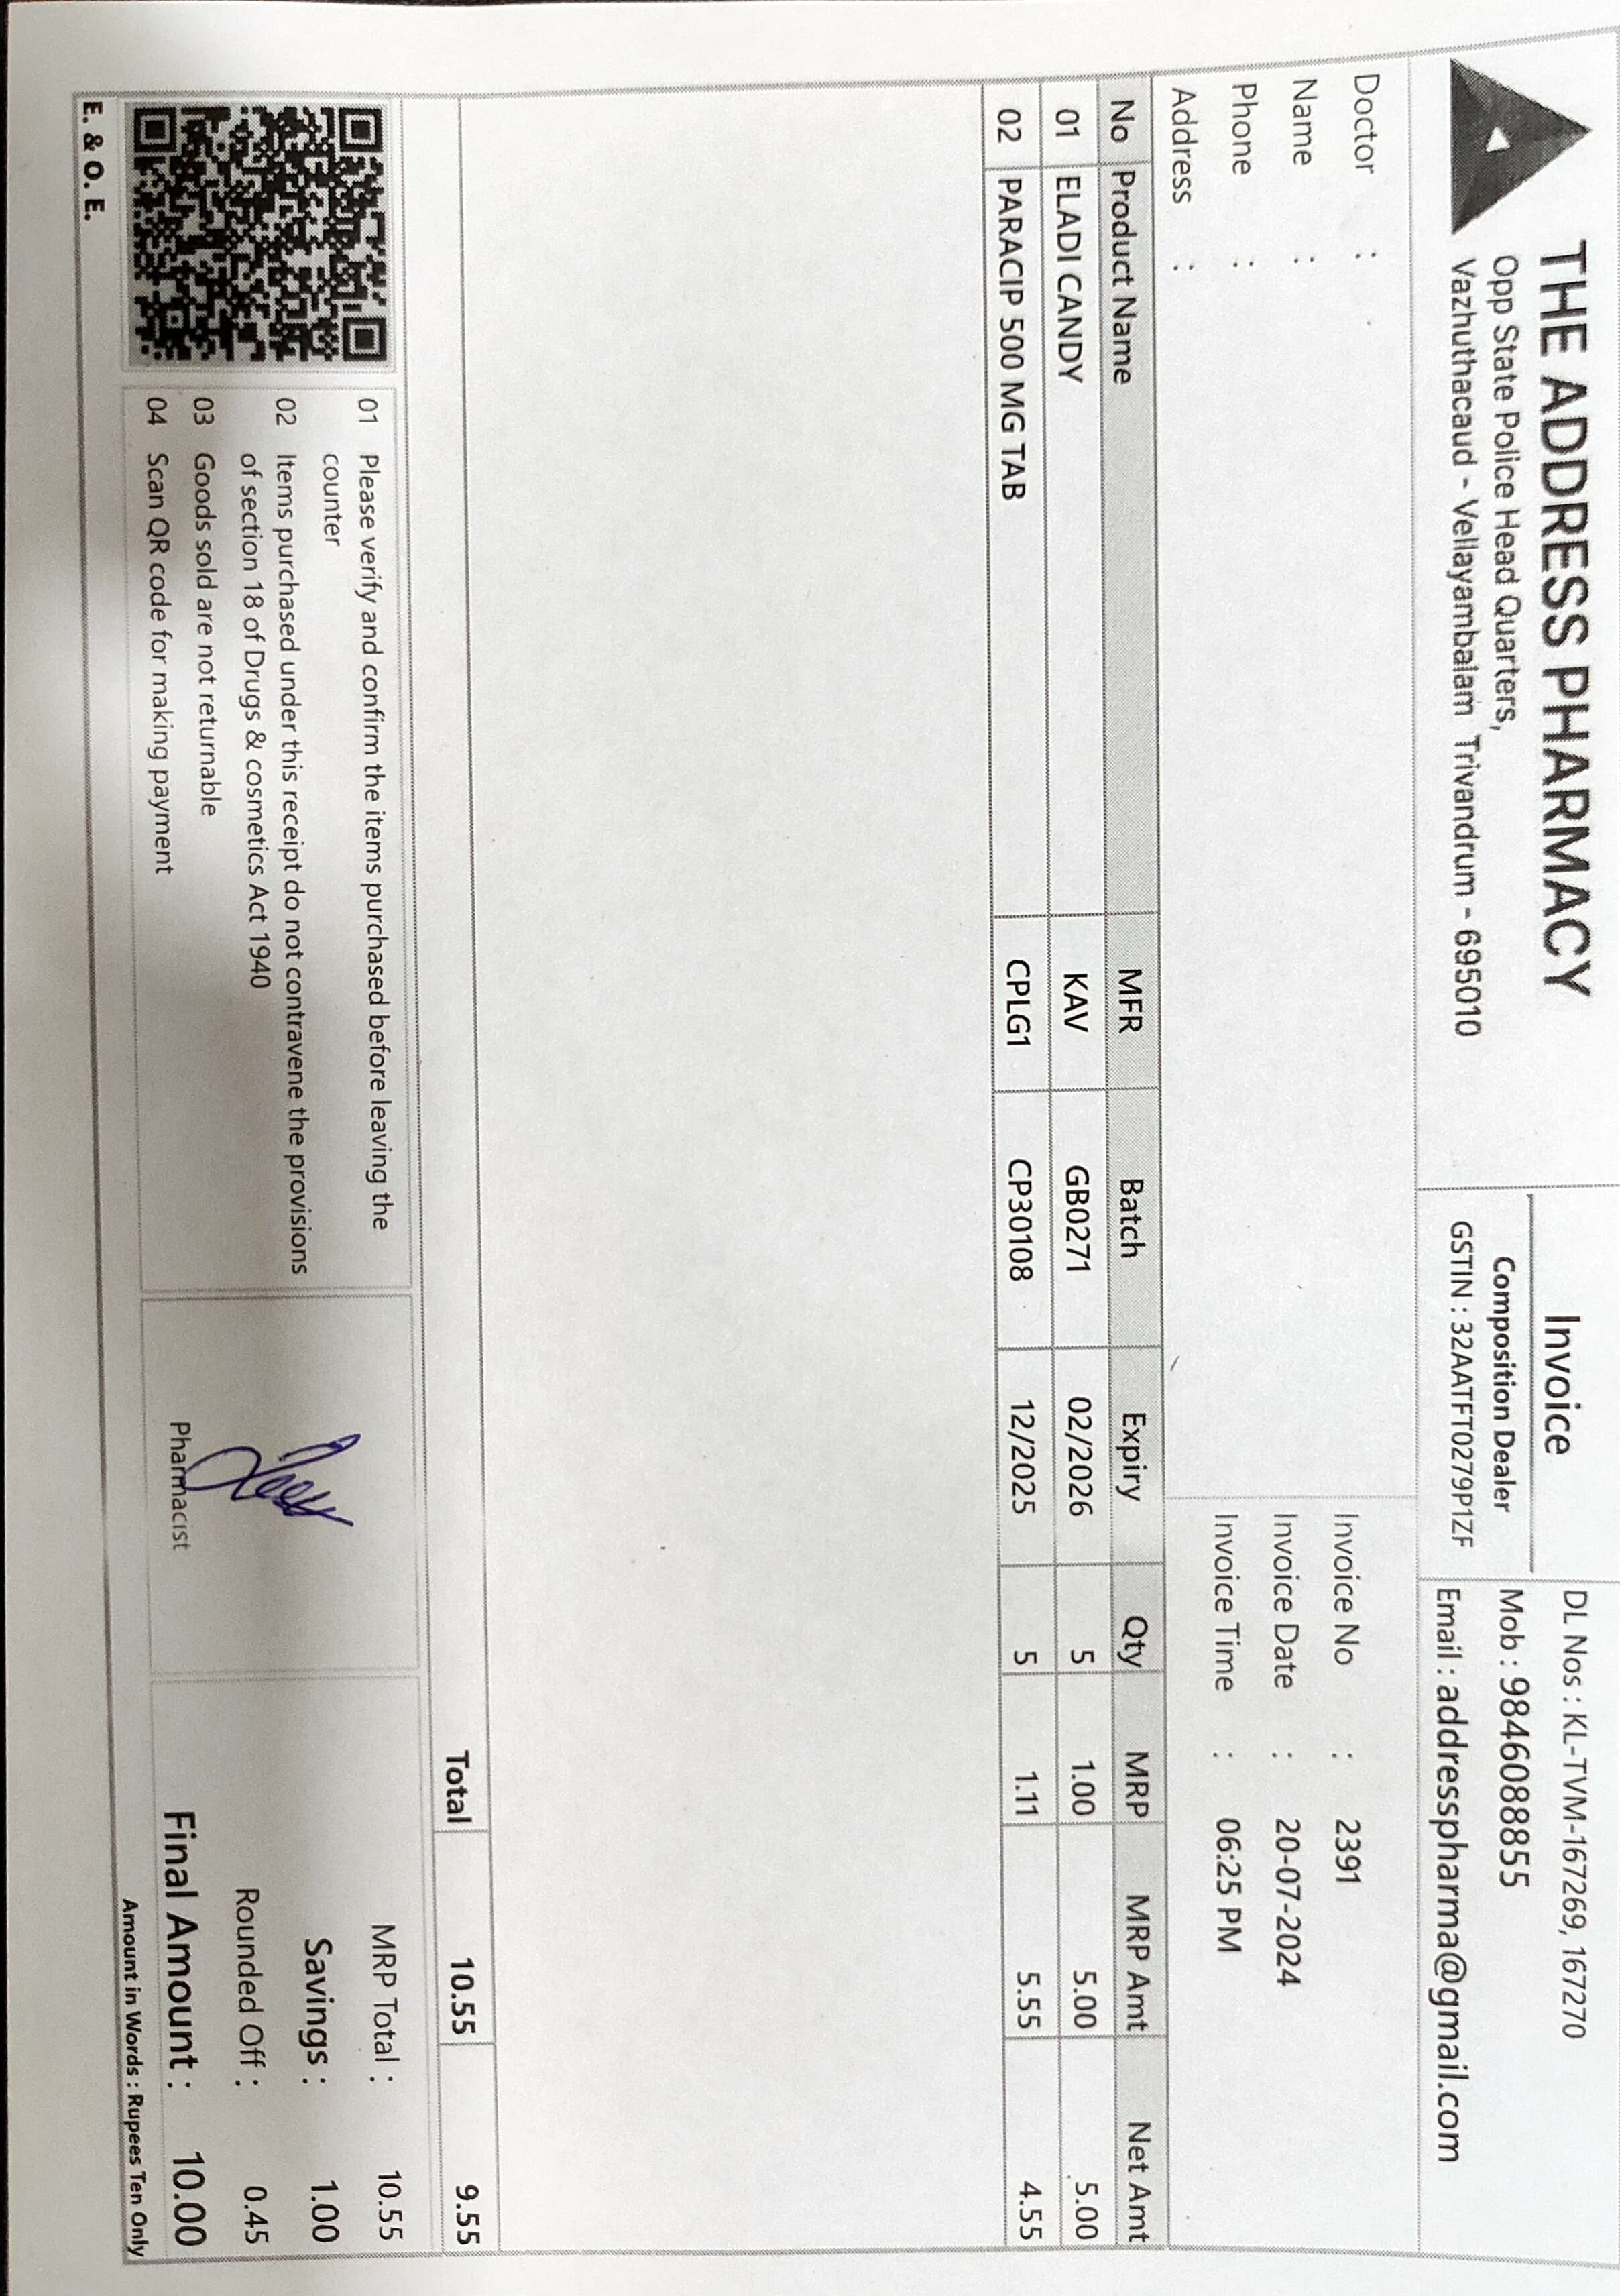 THE ADDRESS PHARMACY
Opp State Police Head Quarters,
Vazhuthacaud - Vellayambalam Trivandrum - 695010
Invoice
Composition Dealer
GSTIN : 32AATFT0279P1ZF
DL Nos : KL-TVM-167269, 167270
Mob : 9846088855
Email : addresspharma@gmail.com
Doctor :
Name :
Phone :
Address :
Invoice No : 2391
Invoice Date : 20-07-2024
Invoice Time : 06:25 PM
No Product Name MFR Batch Expiry Qty MRP MRP Amt Net Amt
01 ELADI CANDY KAV GB0271 02/2026 5 1.00 5.00 5.00
02 PARACIP 500 MG TAB CPLG1 CP30108 12/2025 5 1.11 5.55 4.55
Total 10.55 9.55
01 Please verify and confirm the items purchased before leaving the
counter
02 Items purchased under this receipt do not contravene the provisions
of section 18 of Drugs & cosmetics Act 1940
03 Goods sold are not returnable
04 Scan QR code for making payment
Pharmacist
MRP Total : 10.55
Savings : 1.00
Rounded Off : 0.45
Final Amount : 10.00
Amount in Words : Rupees Ten Only
E. & O. E.